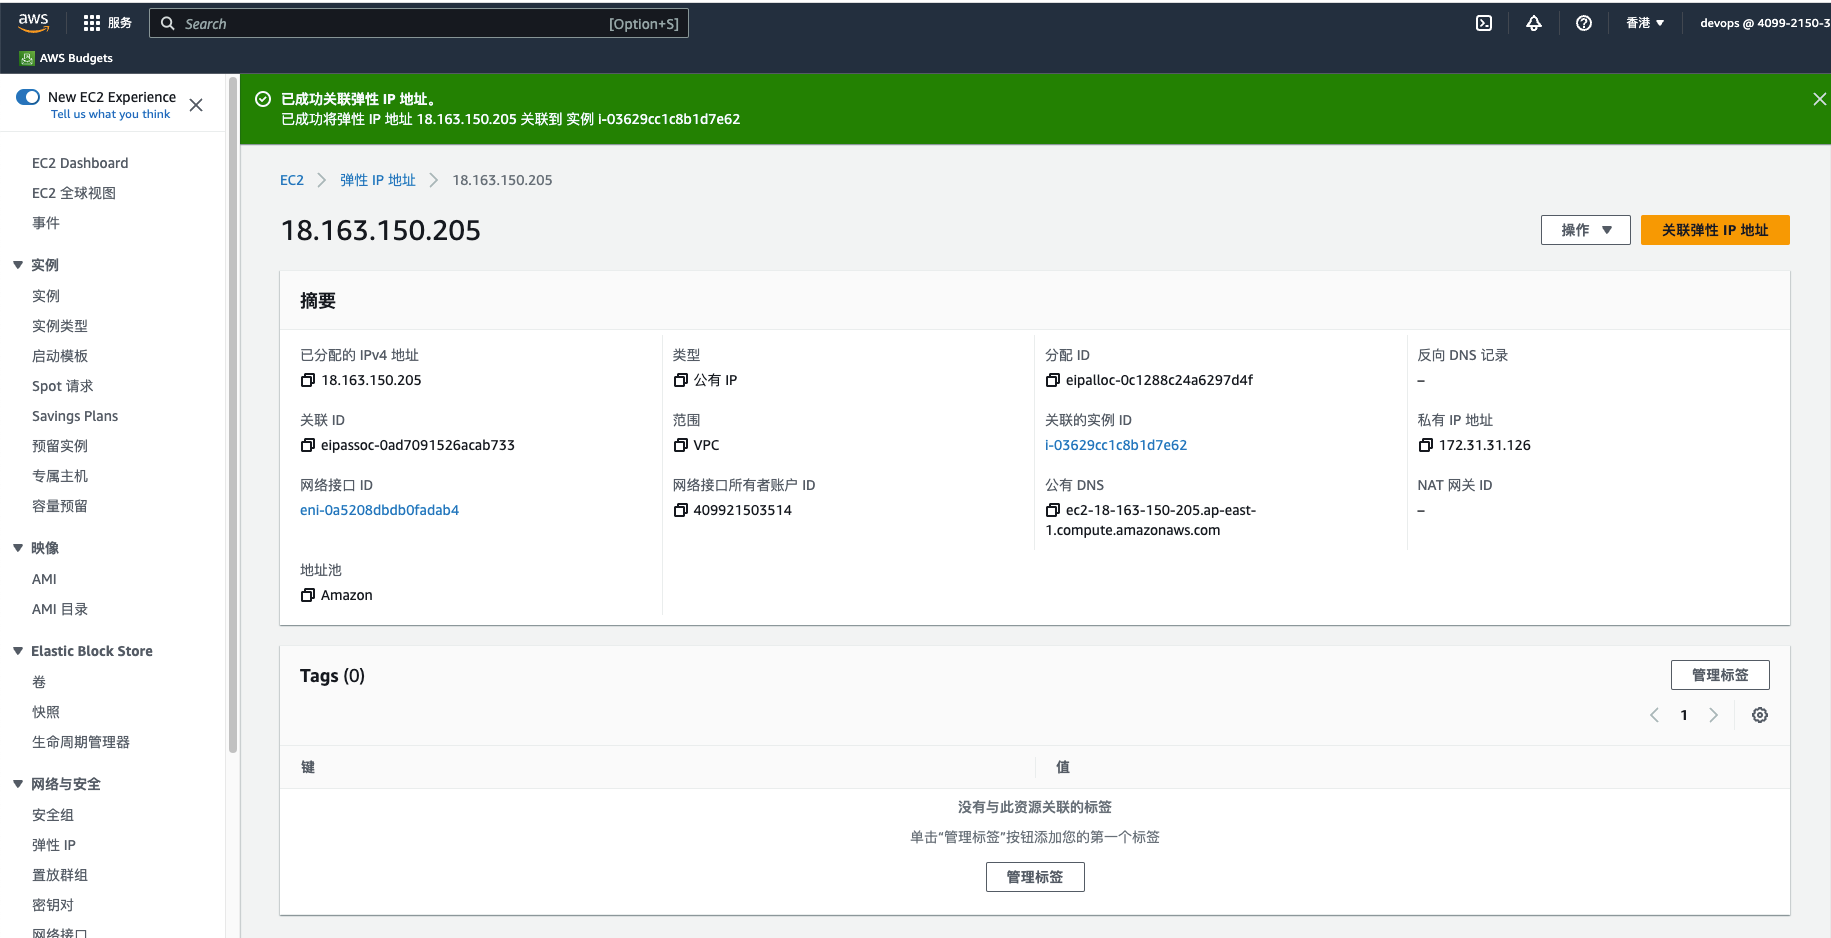 aws
服务
Search
[Option+S]
香港
devops @ 4099-2150-3
AWS Budgets
New EC2 Experience
Tell us what you think
EC2 Dashboard
EC2 全球视图
事件
实例
实例
实例类型
启动模板
Spot 请求
Savings Plans
预留实例
专属主机
容量预留
映像
AMI
AMI 目录
Elastic Block Store
卷
快照
生命周期管理器
网络与安全
安全组
弹性 IP
置放群组
密钥对
网络接口
已成功关联弹性 IP 地址。
已成功将弹性 IP 地址 18.163.150.205 关联到 实例 i-03629cc1c8b1d7e62
EC2
弹性 IP 地址
18.163.150.205
18.163.150.205
操作
关联弹性 IP 地址
摘要
已分配的 IPv4 地址
18.163.150.205
类型
公有 IP
分配 ID
eipalloc-0c1288c24a6297d4f
反向 DNS 记录
–
关联 ID
eipassoc-0ad7091526acab733
范围
VPC
关联的实例 ID
i-03629cc1c8b1d7e62
私有 IP 地址
172.31.31.126
网络接口 ID
eni-0a5208dbdb0fadab4
网络接口所有者账户 ID
409921503514
公有 DNS
ec2-18-163-150-205.ap-east-
1.compute.amazonaws.com
NAT 网关 ID
–
地址池
Amazon
Tags (0)
管理标签
1
键
值
没有与此资源关联的标签
单击“管理标签”按钮添加您的第一个标签
管理标签